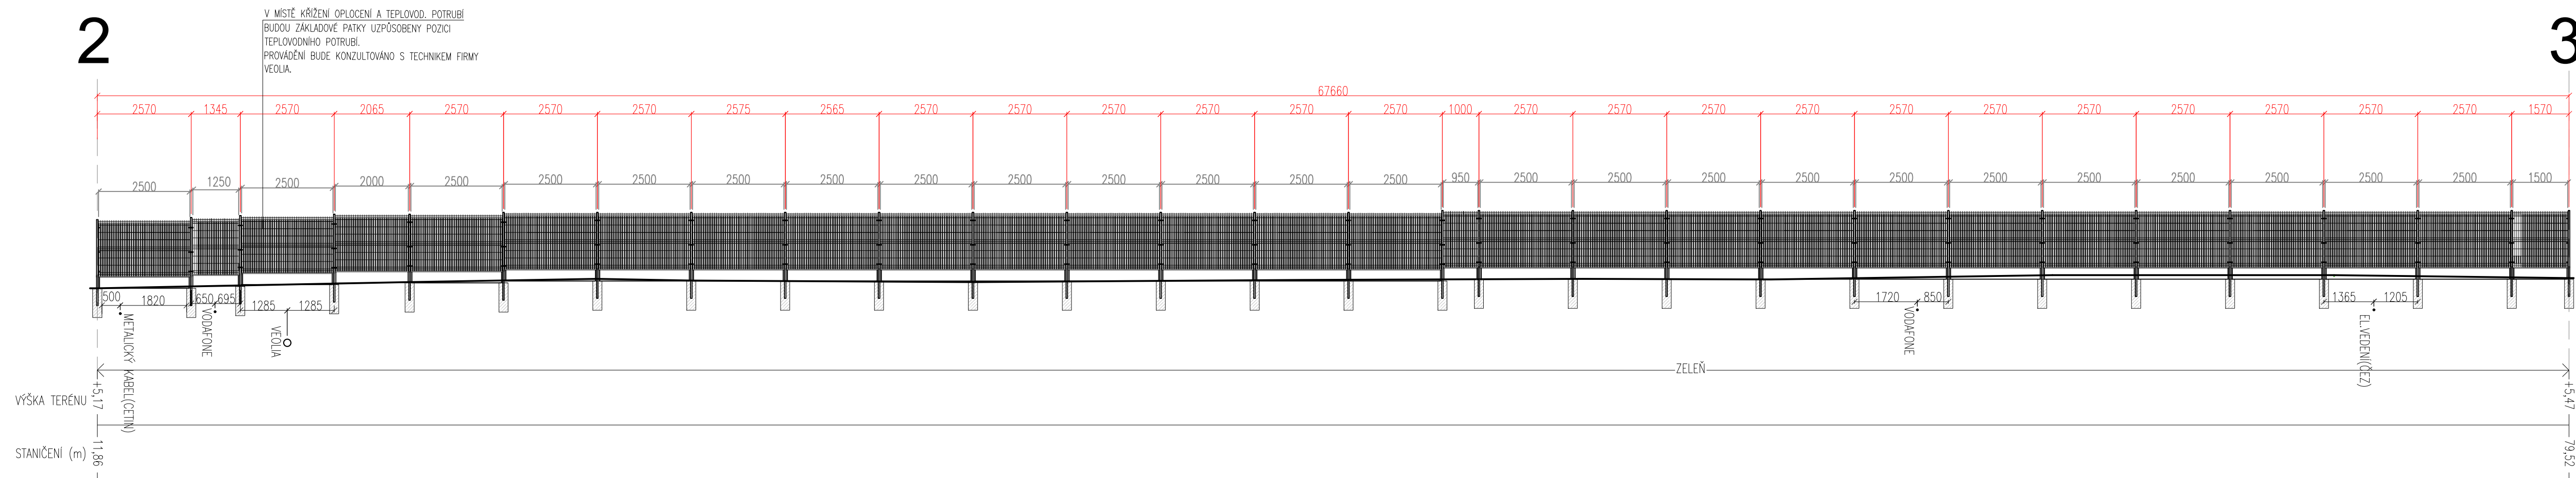 2
3
V MÍSTĚ KŘÍŽENÍ OPLOCENÍ A TEPLOVOD. POTRUBÍ
BUDOU ZÁKLADOVÉ PATKY UZPŮSOBENY POZICI
TEPLOVODNÍHO POTRUBÍ.
PROVÁDĚNÍ BUDE KONZULTOVÁNO S TECHNIKEM FIRMY
VEOLIA.
67660
2570 1345 2570 2065 2570 2570 2570 2575 2565 2570 2570 2570 2570 2570 2570 1000 2570 2570 2570 2570 2570 2570 2570 2570 2570 2570 2570 1570
2500 1250 2500 2000 2500 2500 2500 2500 2500 2500 2500 2500 2500 2500 2500 950 2500 2500 2500 2500 2500 2500 2500 2500 2500 2500 2500 1500
500 1820 650 695 1285 1285 1720 850 1365 1205
METALICKÝ KABEL(CETIN)
VODAFONE
VEOLIA
VODAFONE
EL.VEDENÍ(ČEZ)
ZELEŇ
VÝŠKA TERÉNU +5,17 +5,47
STANIČENÍ (m) 11,86 79,52